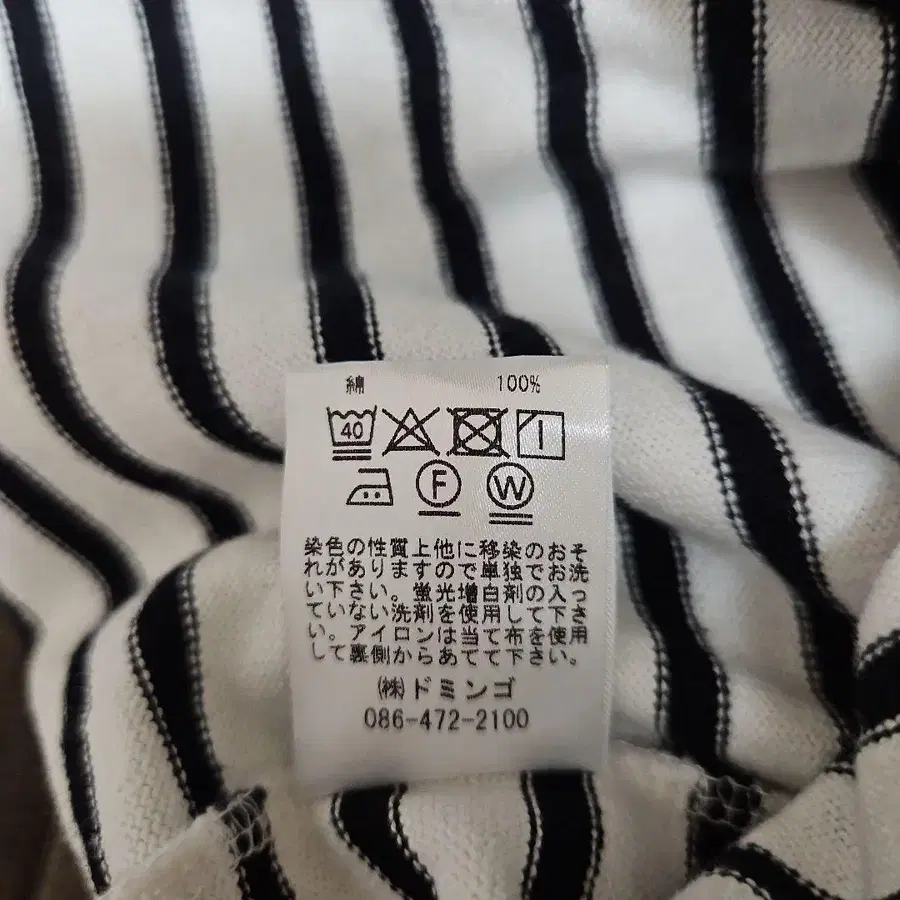 綿 100%
40
F W
染色の性質上他に移染のおそ
れがありますので単独でお洗
い下さい。蛍光増白剤の入っ
ていない洗剤を使用して下さ
い。アイロンは当て布を使用
して裏側からあてて下さい。
㈱ドミンゴ
086-472-2100